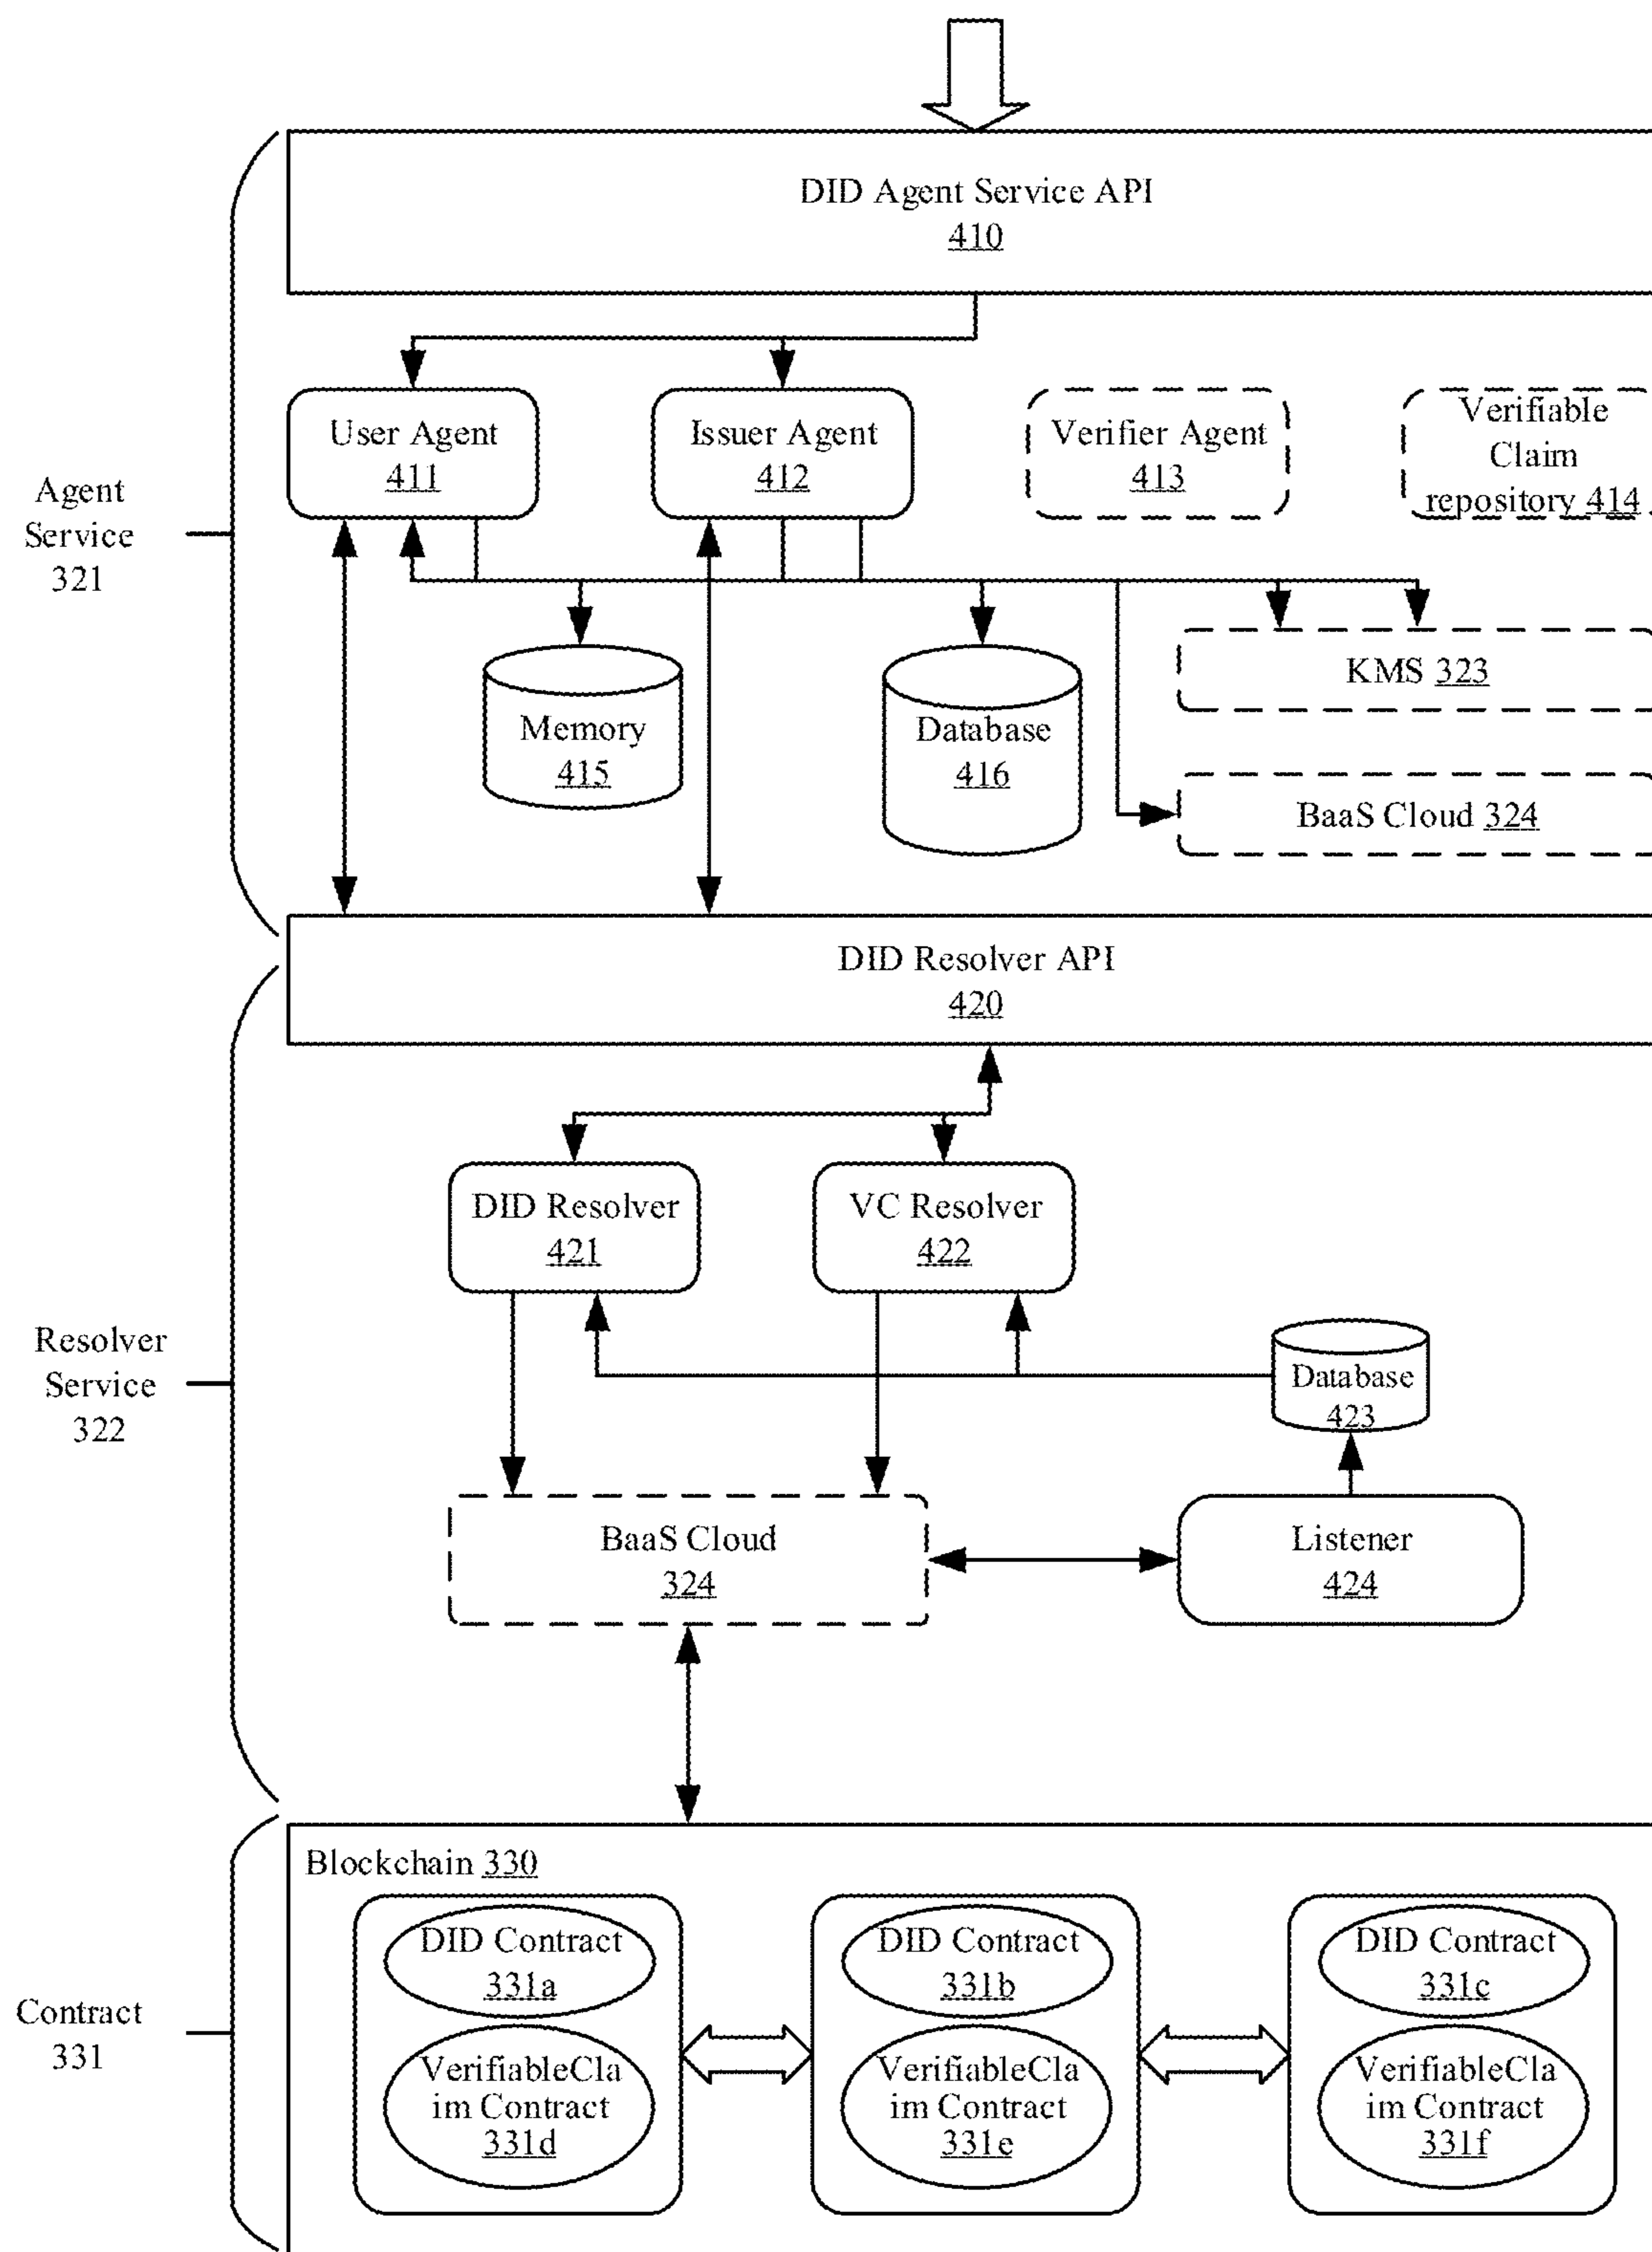 DID Agent Service API
410
User Agent
411
Issuer Agent
412
Verifier Agent
413
Verifiable
Claim
repository 414
Agent
Service
321
Memory
415
Database
416
KMS 323
BaaS Cloud 324
DID Resolver API
420
DID Resolver
421
VC Resolver
422
Resolver
Service
322
Database
423
BaaS Cloud
324
Listener
424
Blockchain 330
DID Contract
331a
DID Contract
331b
DID Contract
331c
Contract
331
VerifiableCla
im Contract
331d
VerifiableCla
im Contract
331e
VerifiableCla
im Contract
331f